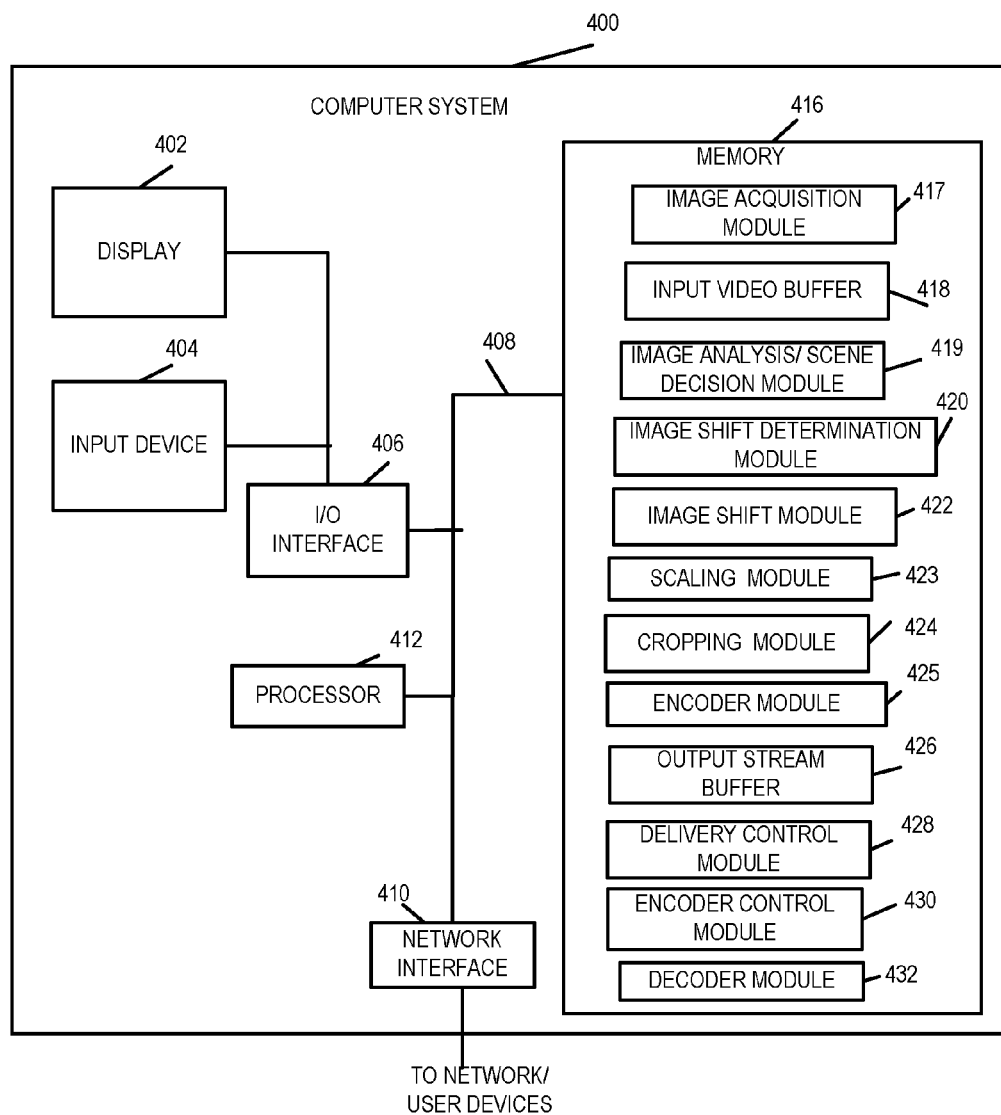 400
COMPUTER SYSTEM
402
DISPLAY
404
INPUT DEVICE
406
I/O
INTERFACE
408
412
PROCESSOR
410
NETWORK
INTERFACE
TO NETWORK/
USER DEVICES
416
MEMORY
IMAGE ACQUISITION
MODULE
417
INPUT VIDEO BUFFER
418
IMAGE ANALYSIS/ SCENE
DECISION MODULE
419
IMAGE SHIFT DETERMINATION
MODULE
420
IMAGE SHIFT MODULE
422
SCALING MODULE
423
CROPPING MODULE
424
ENCODER MODULE
425
OUTPUT STREAM
BUFFER
426
DELIVERY CONTROL
MODULE
428
ENCODER CONTROL
MODULE
430
DECODER MODULE
432